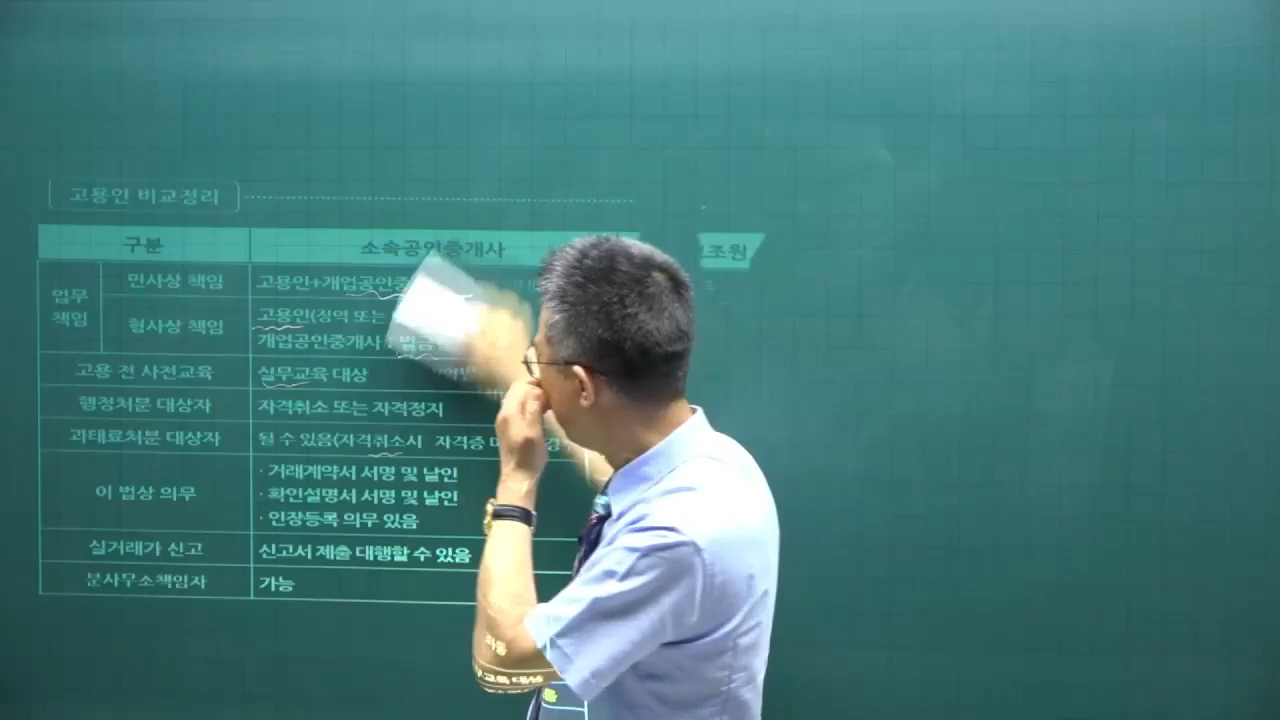 고용인 비교정리
구분 소속공인중개사 조원
업무 책임 민사상 책임 고용인+개업공인중
형사상 책임 고용인(징역 또는
개업공인중개사 : 벌금
고용 전 사전교육 실무교육 대상
행정처분 대상자 자격취소 또는 자격정지
과태료처분 대상자 될 수 있음(자격취소시 자격증
이 법상 의무
· 거래계약서 서명 및 날인
· 확인설명서 서명 및 날인
· 인장등록 의무 있음
실거래가 신고 신고서 제출 대행할 수 있음
분사무소책임자 가능
교육 대상